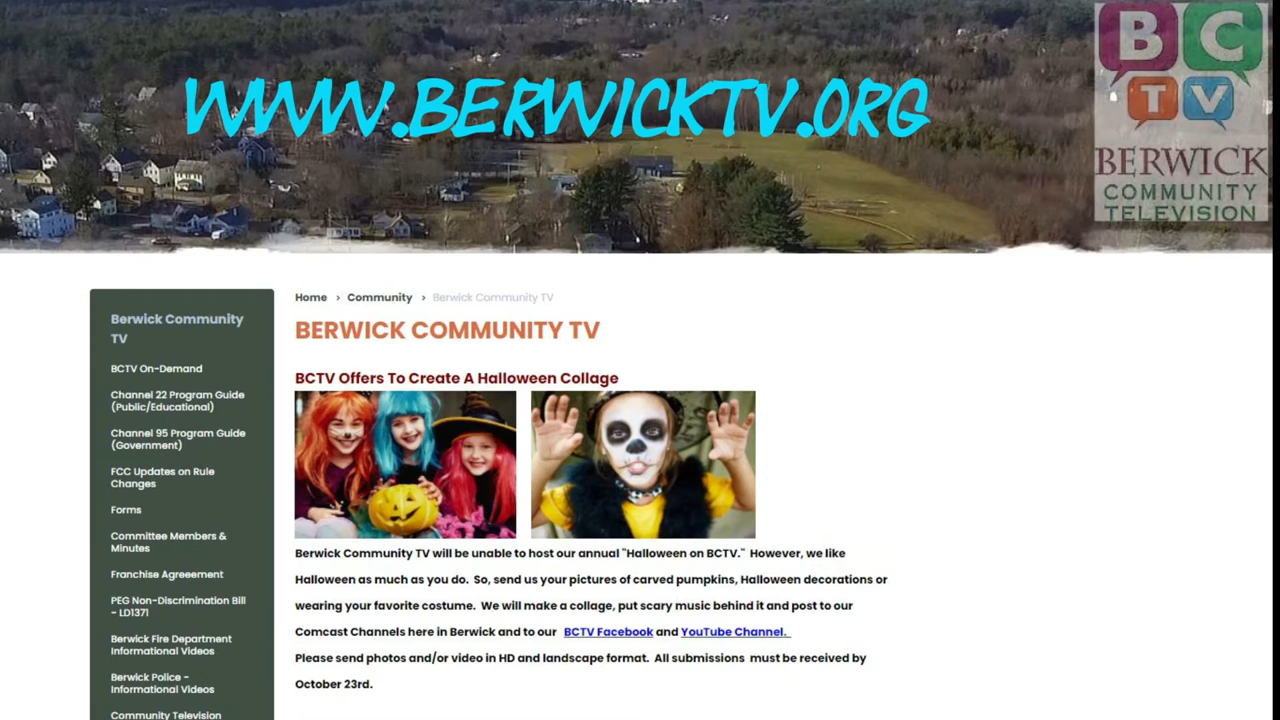 WWW.BERWICKTV.ORG
B C
T V
BERWICK
COMMUNITY
TELEVISION
Berwick Community
TV
BCTV On-Demand
Channel 22 Program Guide
(Public/Educational)
Channel 95 Program Guide
(Government)
FCC Updates on Rule
Changes
Forms
Committee Members &
Minutes
Franchise Agreeement
PEG Non-Discrimination Bill
- LD1371
Berwick Fire Department
Informational Videos
Berwick Police -
Informational Videos
Community Television
Home > Community > Berwick Community TV
BERWICK COMMUNITY TV
BCTV Offers To Create A Halloween Collage
Berwick Community TV will be unable to host our annual "Halloween on BCTV." However, we like
Halloween as much as you do. So, send us your pictures of carved pumpkins, Halloween decorations or
wearing your favorite costume. We will make a collage, put scary music behind it and post to our
Comcast Channels here in Berwick and to our BCTV Facebook and YouTube Channel.
Please send photos and/or video in HD and landscape format. All submissions must be received by
October 23rd.